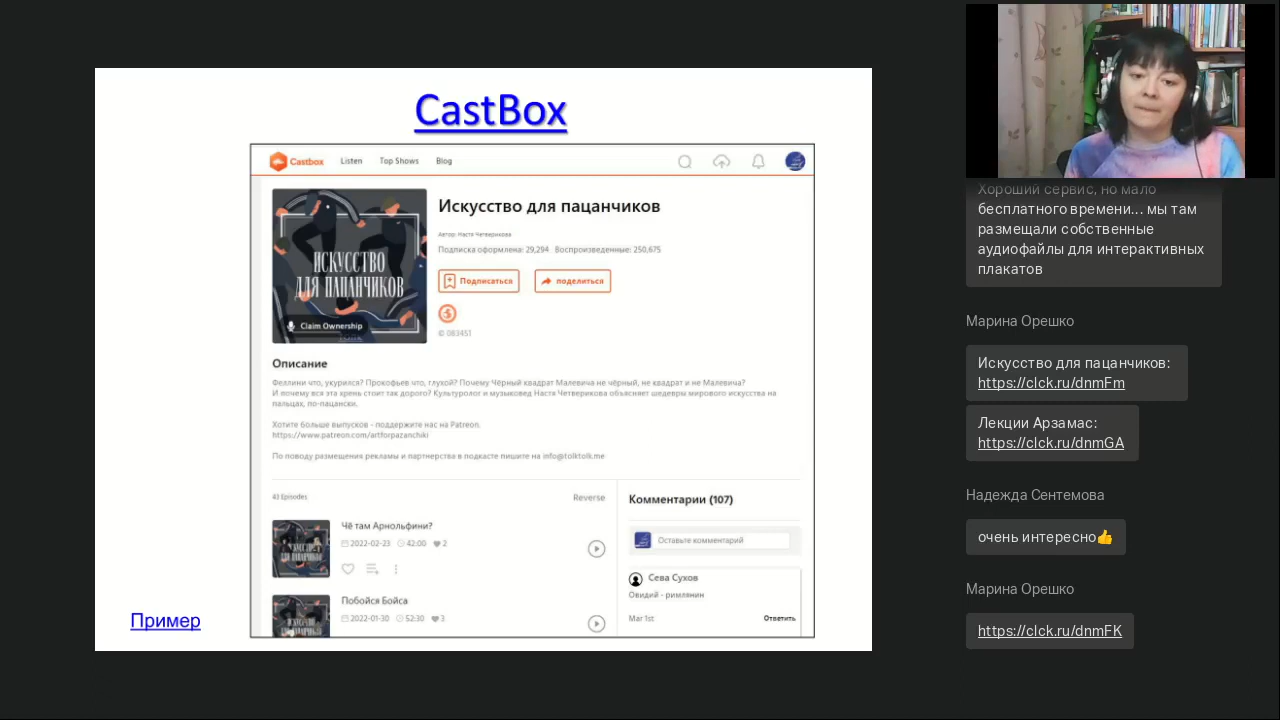 CastBox
Castbox
Listen
Top Shows
Blog
ИСКУССТВО
ДЛЯ ПАЦАНЧИКОВ
Claim Ownership
Искусство для пацанчиков
Автор: Настя Четверикова
Подписка оформлена: 29,294 Воспроизведенные: 250,675
Подписаться
поделиться
© 083451
Описание
Феллини что, укурился? Прокофьев что, глухой? Почему Чёрный квадрат Малевича не чёрный, не квадрат и не Малевича?
И почему вся эта хрень стоит так дорого? Культуролог и музыковед Настя Четверикова объясняет шедевры мирового искусства на
пальцах, по-пацански.
Хотите больше выпусков - поддержите нас на Patreon.
https://www.patreon.com/artforpazanchiki
По поводу размещения рекламы и партнерства в подкасте пишите на info@tolktolk.me
43 Episodes
Reverse
Чё там Арнольфини?
2022-02-23 42:00 2
Побойся Бойса
2022-01-30 52:30 3
Комментарии (107)
Оставьте комментарий
Сева Сухов
Овидий - римлянин
Mar 1st
Ответить
Пример
Хороший сервис, но мало
бесплатного времени... мы там
размещали собственные
аудиофайлы для интерактивных
плакатов
Марина Орешко
Искусство для пацанчиков:
https://clck.ru/dnmFm
Лекции Арзамас:
https://clck.ru/dnmGA
Надежда Сентемова
очень интересно👍
Марина Орешко
https://clck.ru/dnmFK